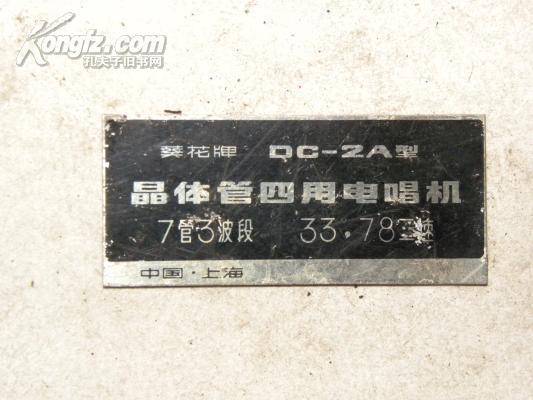 Kongfz.com
孔夫子旧书网
葵花牌 DC-2A型
晶体管四用电唱机
7管3波段 33·78
中国·上海